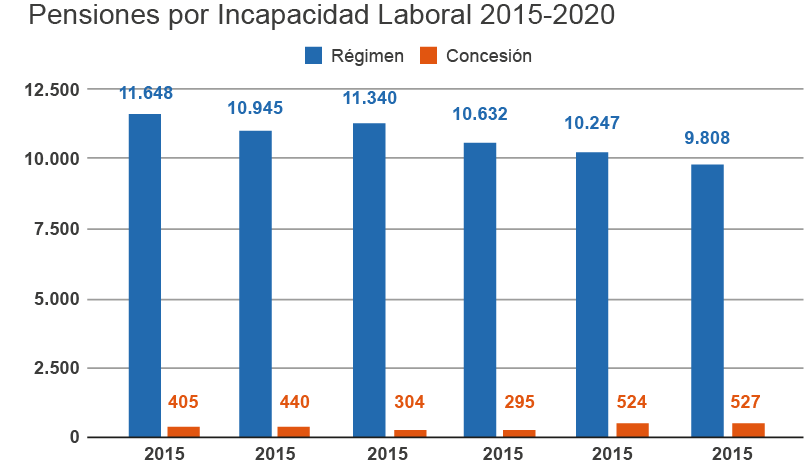 Pensiones por Incapacidad Laboral 2015-2020
Régimen Concesión
12.500
11.648 10.945 11.340 10.632 10.247 9.808
10.000
7.500
5.000
2.500
405 440 304 295 524 527
0
2015 2015 2015 2015 2015 2015